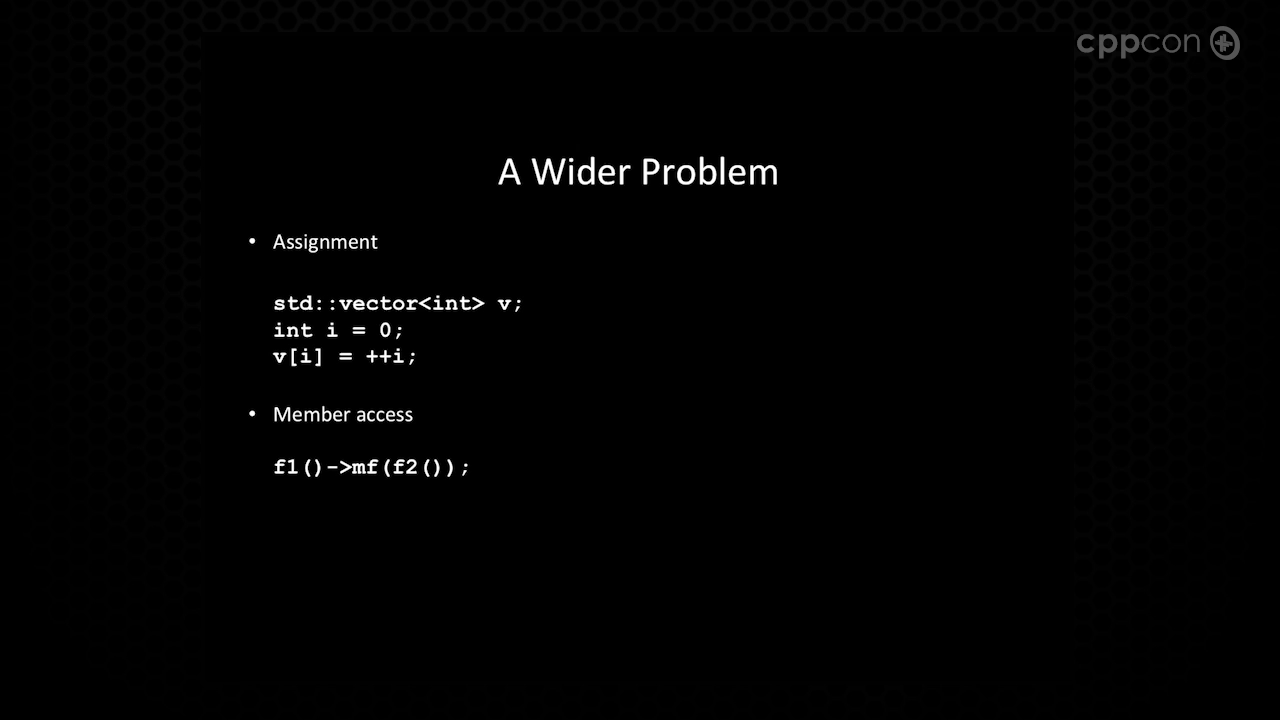 cppcon
A Wider Problem
• Assignment
std::vector<int> v;
int i = 0;
v[i] = ++i;
• Member access
f1()->mf(f2());